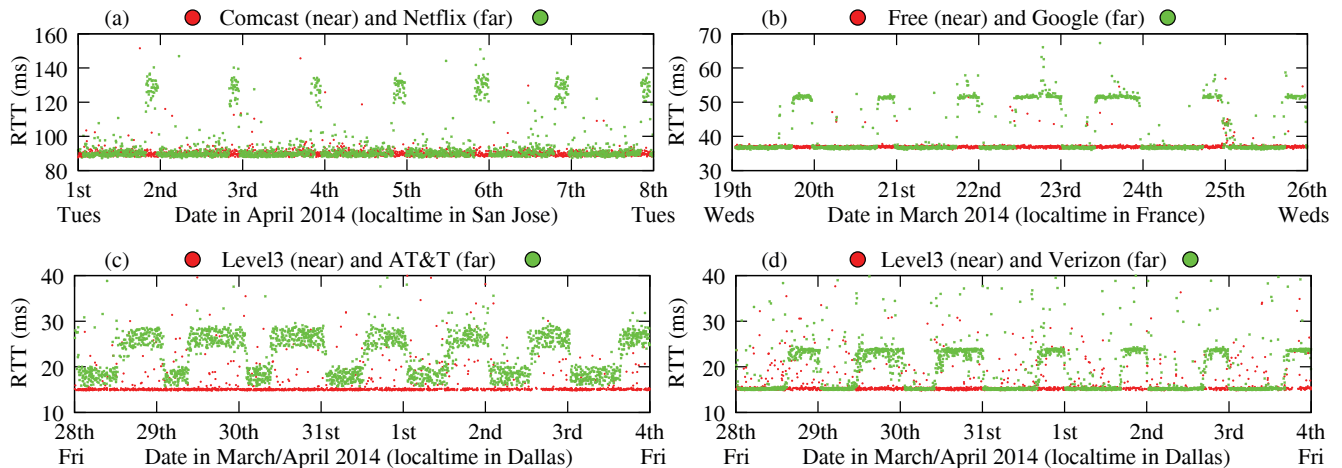 (a) Comcast (near) and Netflix (far)
RTT (ms)
160
140
120
100
80
1st 2nd 3rd 4th 5th 6th 7th 8th
Tues Date in April 2014 (localtime in San Jose) Tues
(b) Free (near) and Google (far)
RTT (ms)
70
60
50
40
30
19th 20th 21st 22nd 23rd 24th 25th 26th
Weds Date in March 2014 (localtime in France) Weds
(c) Level3 (near) and AT&T (far)
RTT (ms)
40
30
20
10
28th 29th 30th 31st 1st 2nd 3rd 4th
Fri Date in March/April 2014 (localtime in Dallas) Fri
(d) Level3 (near) and Verizon (far)
RTT (ms)
40
30
20
10
28th 29th 30th 31st 1st 2nd 3rd 4th
Fri Date in March/April 2014 (localtime in Dallas) Fri